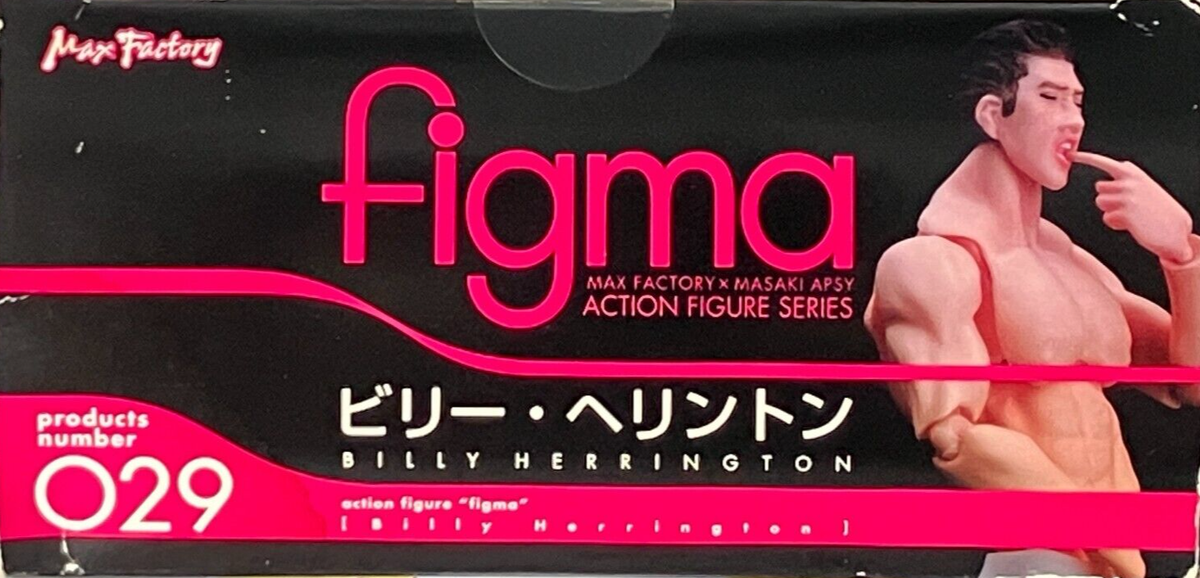 Max Factory
figma
MAX FACTORY×MASAKI APSY
ACTION FIGURE SERIES
ビリー・ヘリントン
BILLY HERRINGTON
products
number
029
action figure "figma"
[Billy Herrington]